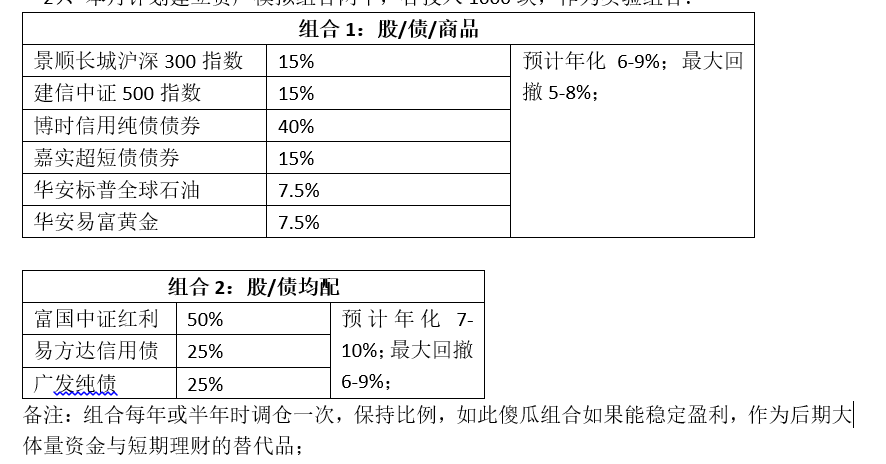 组合 1：股/债/商品
景顺长城沪深 300 指数 15% 预计年化 6-9%；最大回
建信中证 500 指数 15% 撤 5-8%；
博时信用纯债债券 40%
嘉实超短债债券 15%
华安标普全球石油 7.5%
华安易富黄金 7.5%
组合 2：股/债均配
富国中证红利 50% 预计年化 7-
易方达信用债 25% 10%；最大回撤
广发纯债 25% 6-9%；
备注：组合每年或半年时调仓一次，保持比例，如此傻瓜组合如果能稳定盈利，作为后期大
体量资金与短期理财的替代品；